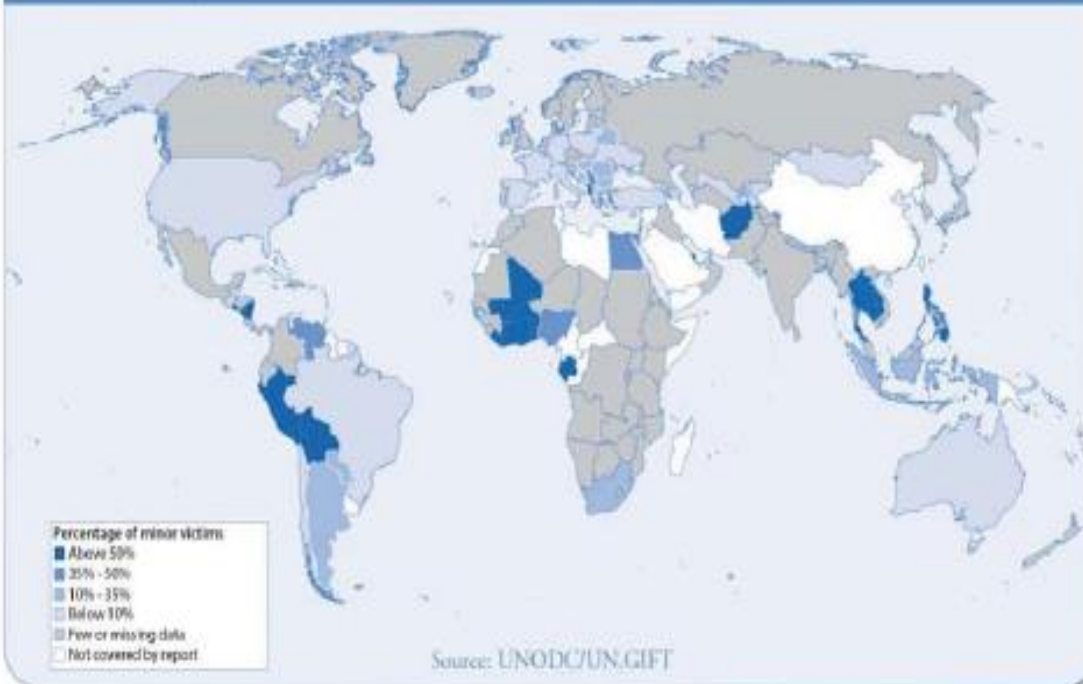 Percentage of minor victims
Above 50%
35% - 50%
10% - 35%
Below 10%
Few or missing data
Not covered by report
Source: UNODC/UN.GIFT